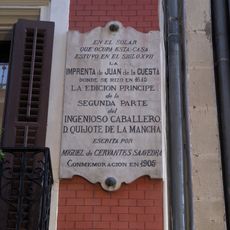 EN EL SOLAR
QUE OCUPA ESTA CASA
ESTUVO EN EL SIGLO XVII
LA
IMPRENTA DE JUAN DE LA CUESTA
DONDE SE HIZO EN 1615
LA EDICION PRINCIPE
de la
SEGUNDA PARTE
del
INGENIOSO CABALLERO
D. QUIJOTE DE LA MANCHA
ESCRITA POR
MIGUEL de CERVANTES SAAVEDRA
CONMEMORACION EN 1905